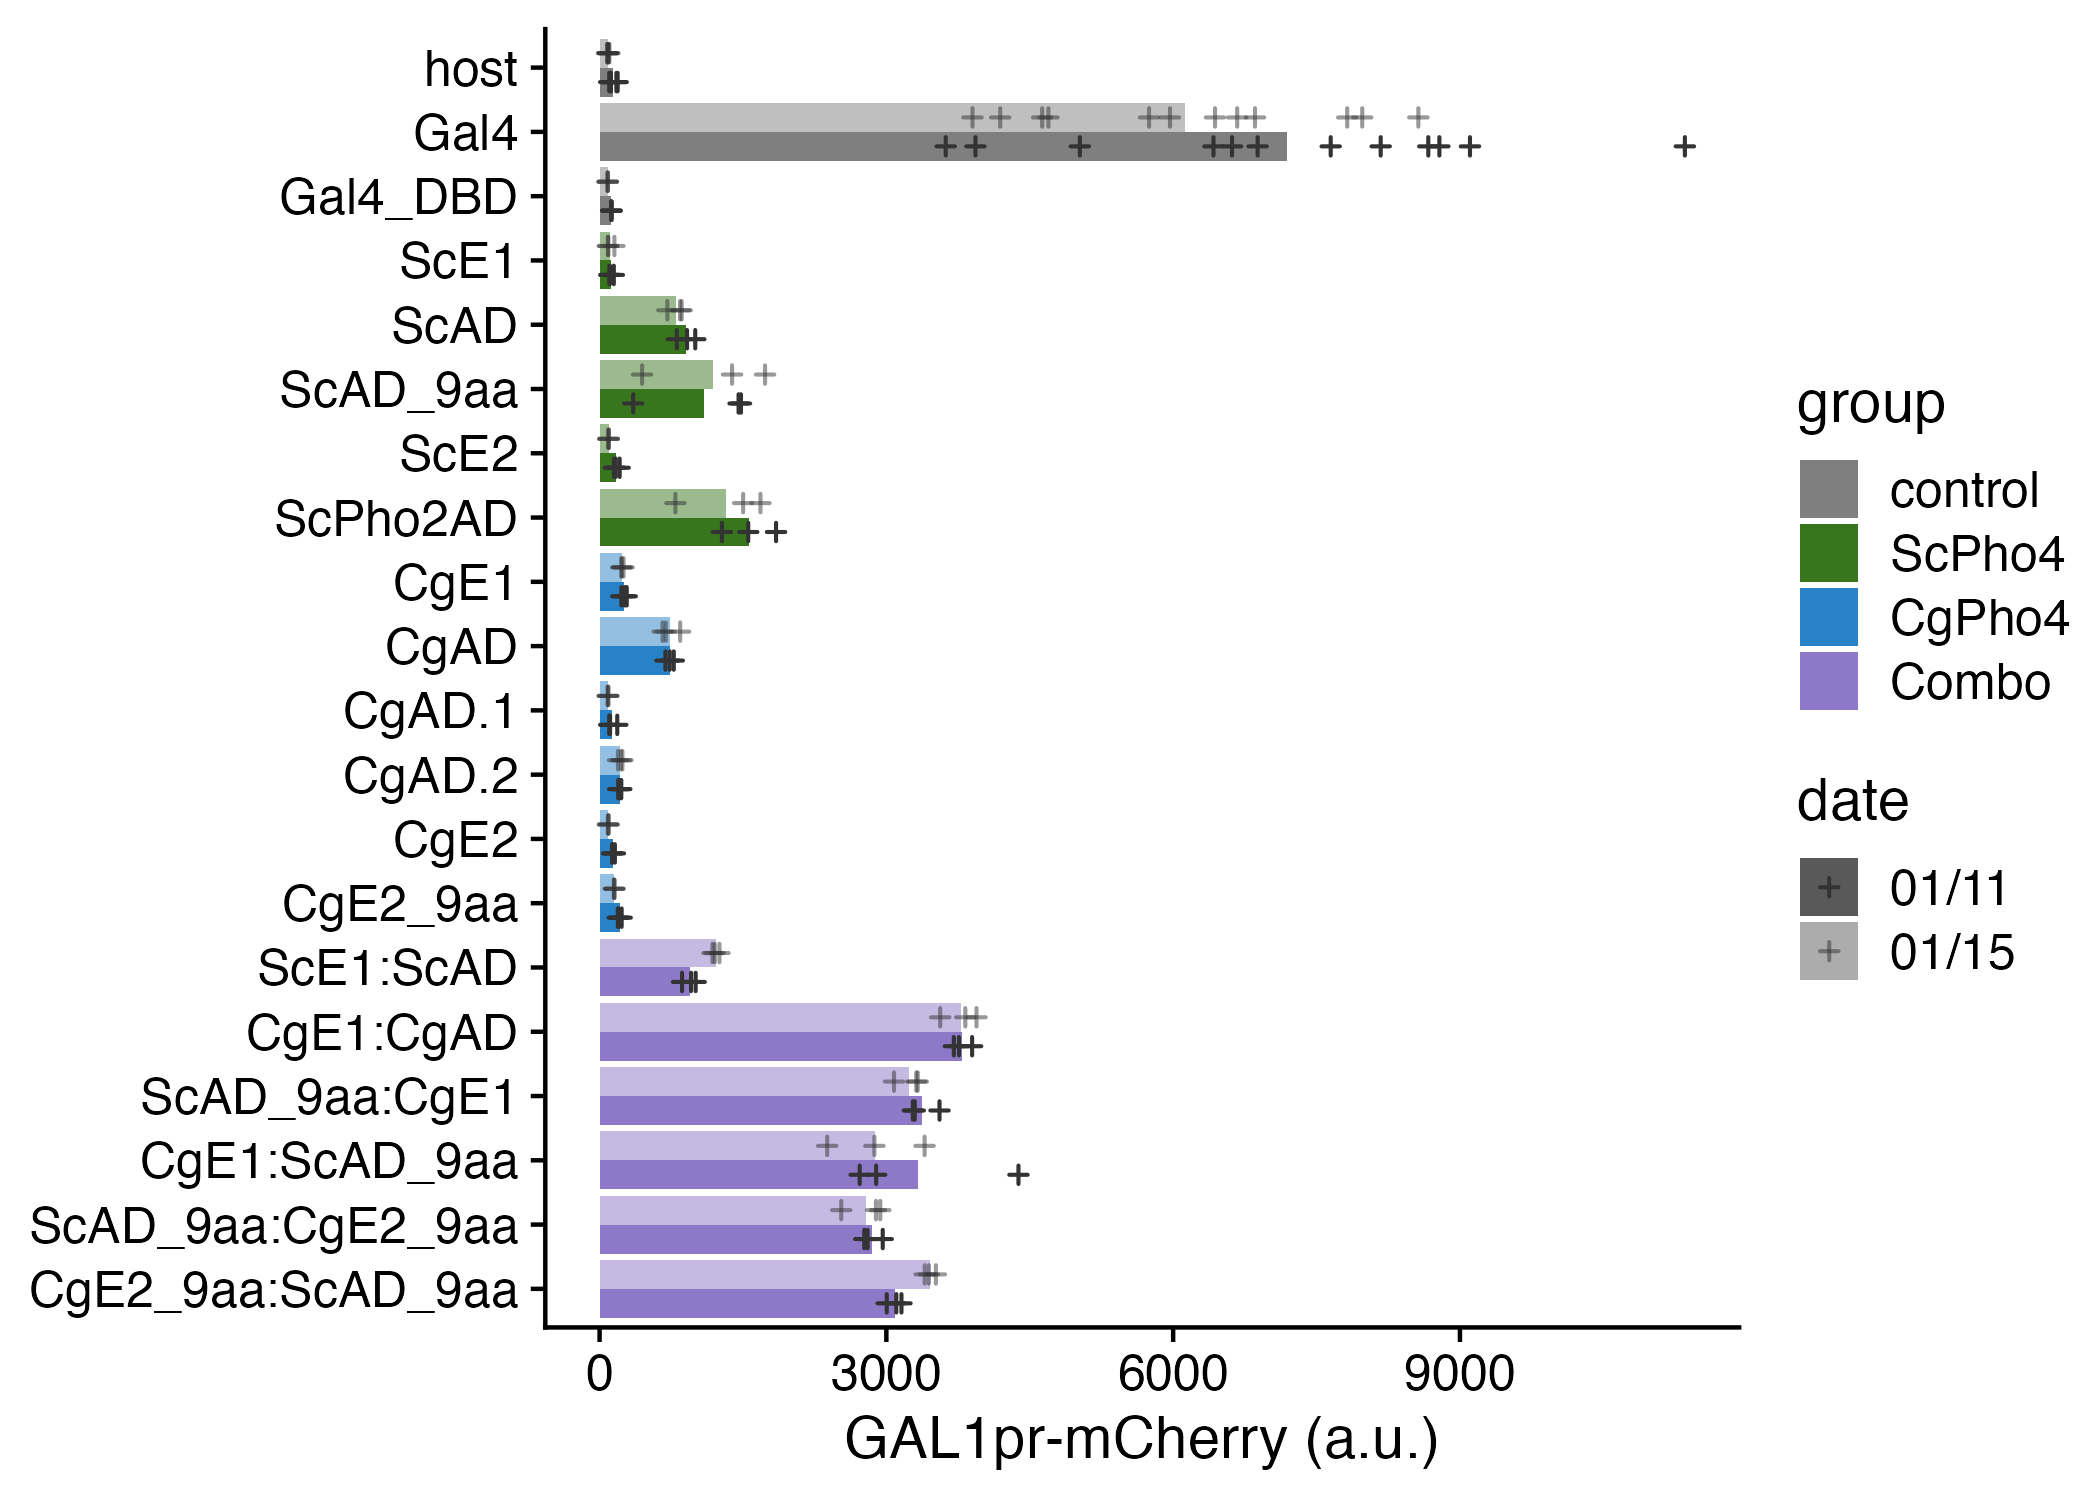 host
Gal4
Gal4_DBD
ScE1
ScAD
ScAD_9aa
ScE2
ScPho2AD
CgE1
CgAD
CgAD.1
CgAD.2
CgE2
CgE2_9aa
ScE1:ScAD
CgE1:CgAD
ScAD_9aa:CgE1
CgE1:ScAD_9aa
ScAD_9aa:CgE2_9aa
CgE2_9aa:ScAD_9aa
0 3000 6000 9000
GAL1pr-mCherry (a.u.)
group
control
ScPho4
CgPho4
Combo
date
01/11
01/15